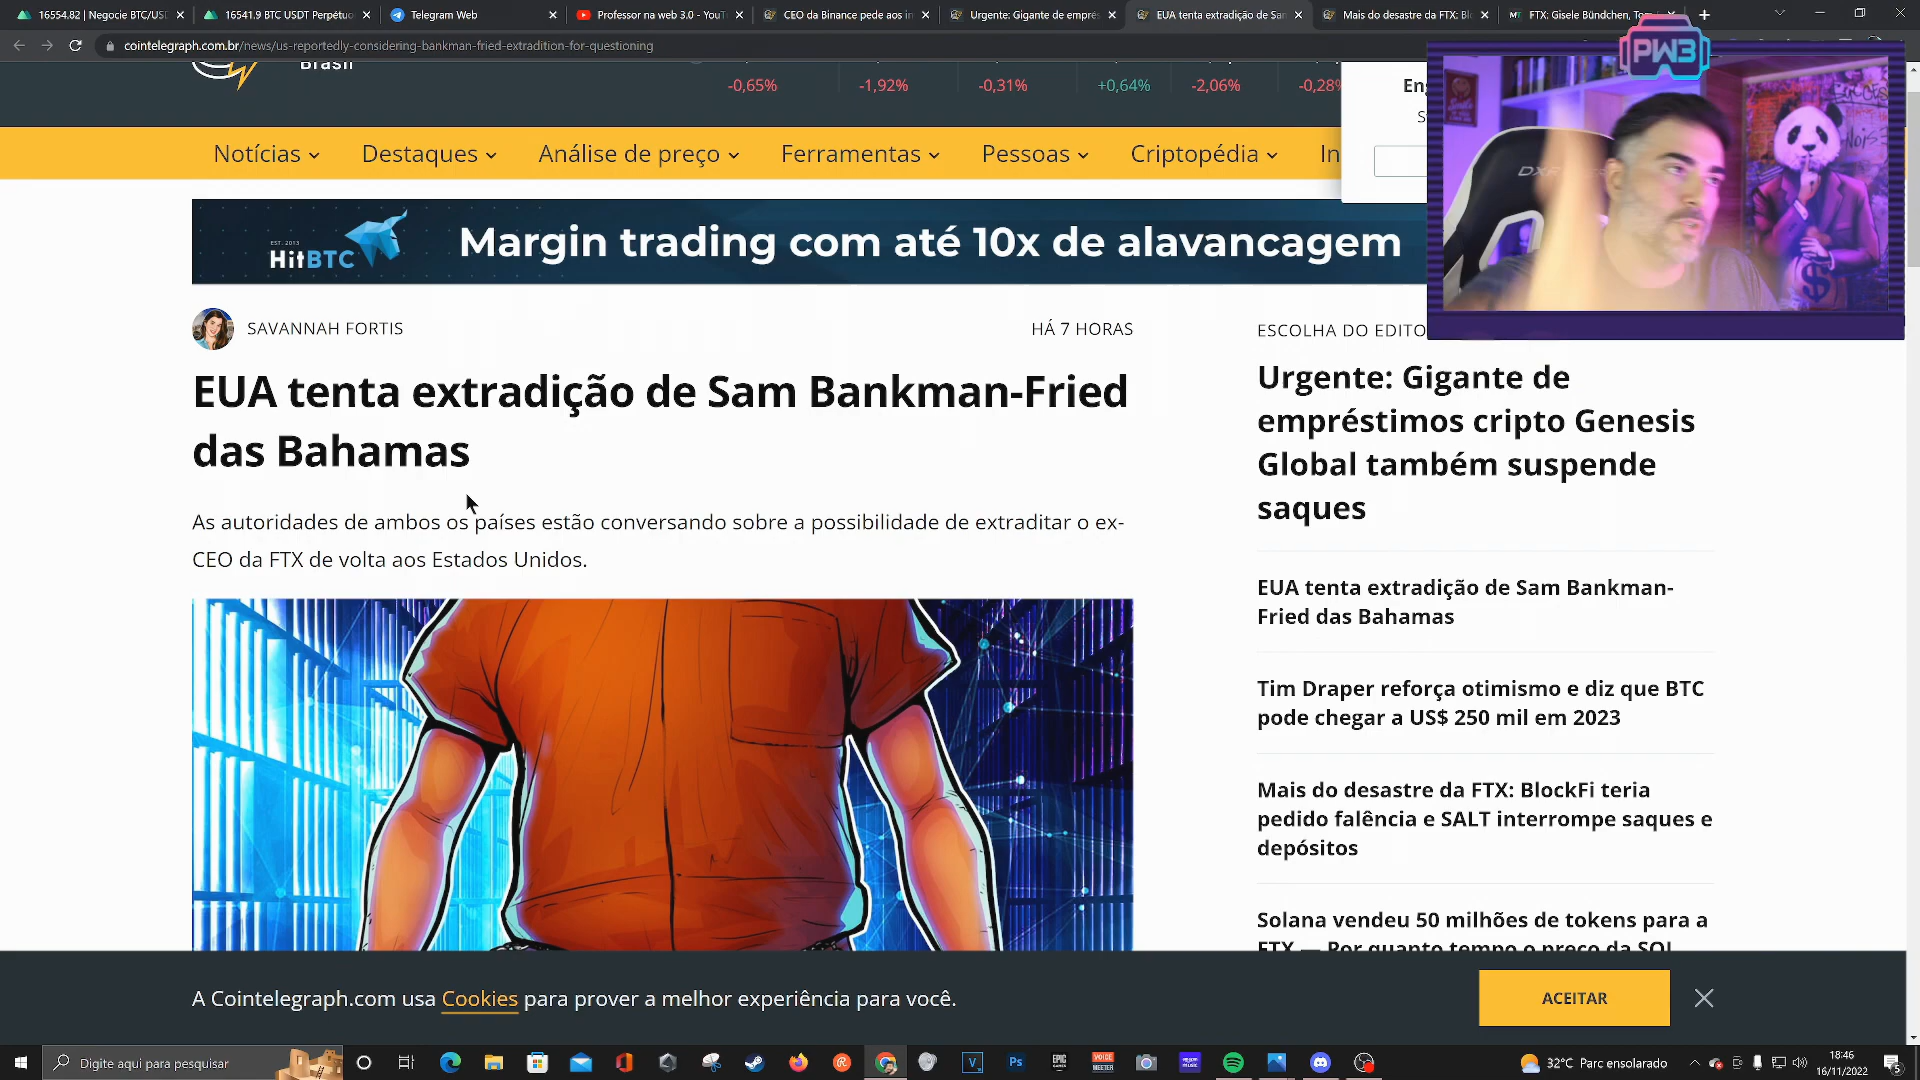 16554.82 | Negocie BTC/USD
16541.9 BTC USDT Perpétuo
Telegram Web
Professor na web 3.0 - YouT
CEO da Binance pede aos in
Urgente: Gigante de emprés
EUA tenta extradição de San
Mais do desastre da FTX: Bl
FTX: Gisele Bündchen, Tom
cointelegraph.com.br/news/us-reportedly-considering-bankman-fried-extradition-for-questioning
PW3
Brasil
-0,65%
-1,92%
-0,31%
+0,64%
-2,06%
-0,28%
Notícias
Destaques
Análise de preço
Ferramentas
Pessoas
Criptopédia
In
EST. 2013
HitBTC
Margin trading com até 10x de alavancagem
SAVANNAH FORTIS
HÁ 7 HORAS
EUA tenta extradição de Sam Bankman-Fried
das Bahamas
As autoridades de ambos os países estão conversando sobre a possibilidade de extraditar o ex-
CEO da FTX de volta aos Estados Unidos.
ESCOLHA DO EDITO
Urgente: Gigante de
empréstimos cripto Genesis
Global também suspende
saques
EUA tenta extradição de Sam Bankman-
Fried das Bahamas
Tim Draper reforça otimismo e diz que BTC
pode chegar a US$ 250 mil em 2023
Mais do desastre da FTX: BlockFi teria
pedido falência e SALT interrompe saques e
depósitos
Solana vendeu 50 milhões de tokens para a
FTX — Por quanto tempo o preço da SOL
A Cointelegraph.com usa Cookies para prover a melhor experiência para você.
ACEITAR
Digite aqui para pesquisar
32°C Parc ensolarado
18:46
16/11/2022
5